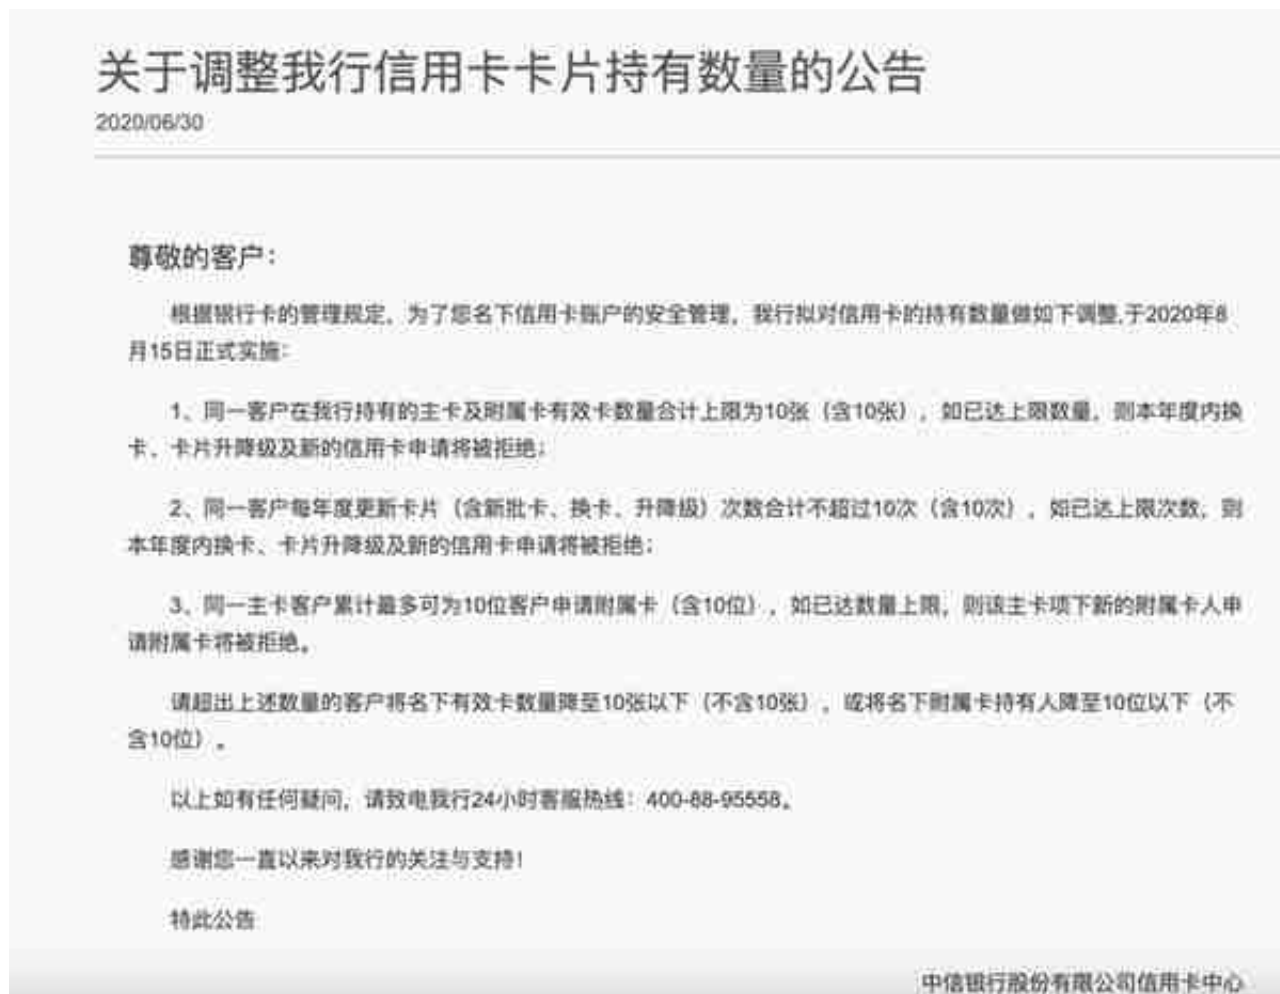 关于调整我行信用卡卡片持有数量的公告
2020/06/30
尊敬的客户：
根据银行卡的管理规定，为了您名下信用卡账户的安全管理，我行拟对信用卡的持有数量做如下调整,于2020年8
月15日正式实施：
1、同一客户在我行持有的主卡及附属卡有效卡数量合计上限为10张（含10张），如已达上限数量，则本年度内换
卡、卡片升降级及新的信用卡申请将被拒绝；
2、同一客户每年度更新卡片（含新批卡、换卡、升降级）次数合计不超过10次（含10次），如已达上限次数，则
本年度内换卡、卡片升降级及新的信用卡申请将被拒绝；
3、同一主卡客户累计最多可为10位客户申请附属卡（含10位），如已达数量上限，则该主卡项下新的附属卡人申
请附属卡将被拒绝。
请超出上述数量的客户将名下有效卡数量降至10张以下（不含10张），或将名下附属卡持有人降至10位以下（不
含10位）。
以上如有任何疑问，请致电我行24小时客服热线：400-88-95558。
感谢您一直以来对我行的关注与支持！
特此公告
中信银行股份有限公司信用卡中心